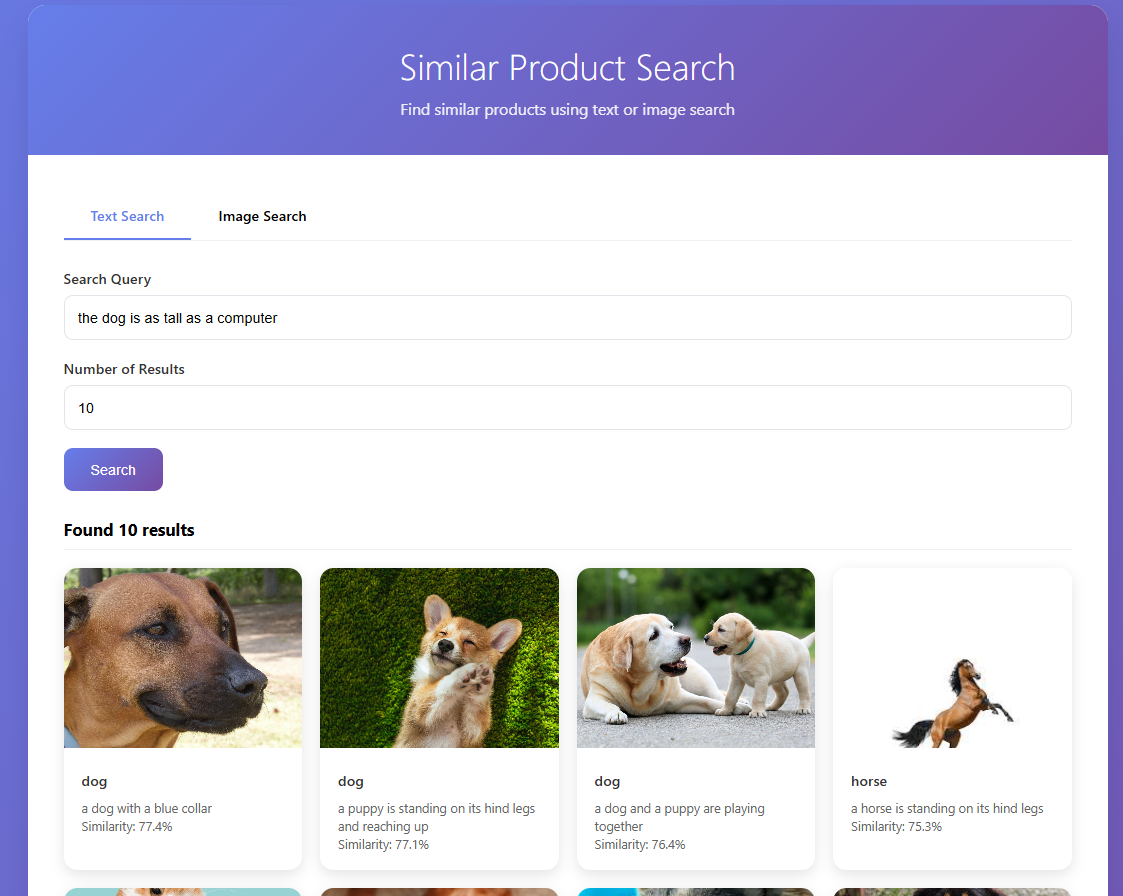 Similar Product Search
Find similar products using text or image search
Text Search
Image Search
Search Query
the dog is as tall as a computer
Number of Results
10
Search
Found 10 results
dog
a dog with a blue collar
Similarity: 77.4%
dog
a puppy is standing on its hind legs
and reaching up
Similarity: 77.1%
dog
a dog and a puppy are playing
together
Similarity: 76.4%
horse
a horse is standing on its hind legs
Similarity: 75.3%